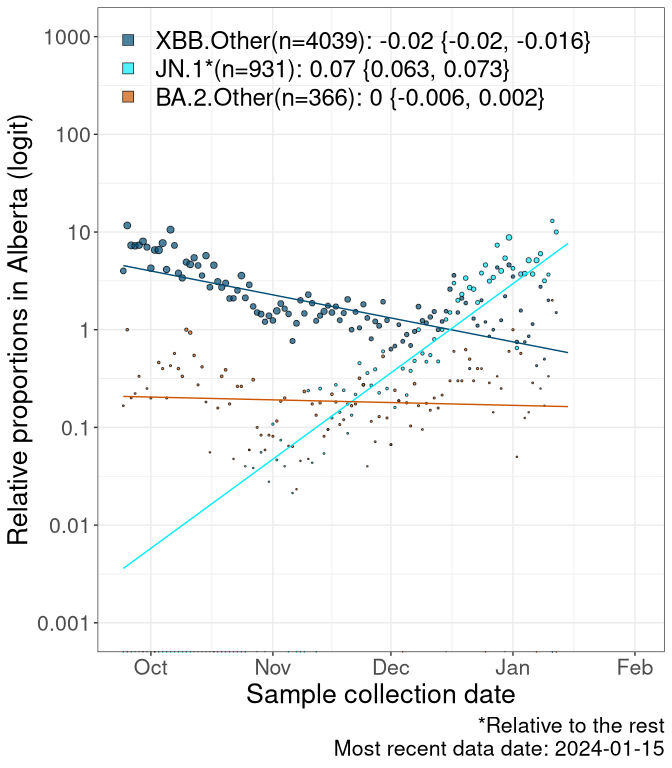 Relative proportions in Alberta (logit)
1000
100
10
1
0.1
0.01
0.001
XBB.Other(n=4039): -0.02 {-0.02, -0.016}
JN.1*(n=931): 0.07 {0.063, 0.073}
BA.2.Other(n=366): 0 {-0.006, 0.002}
Oct Nov Dec Jan Feb
Sample collection date
*Relative to the rest
Most recent data date: 2024-01-15